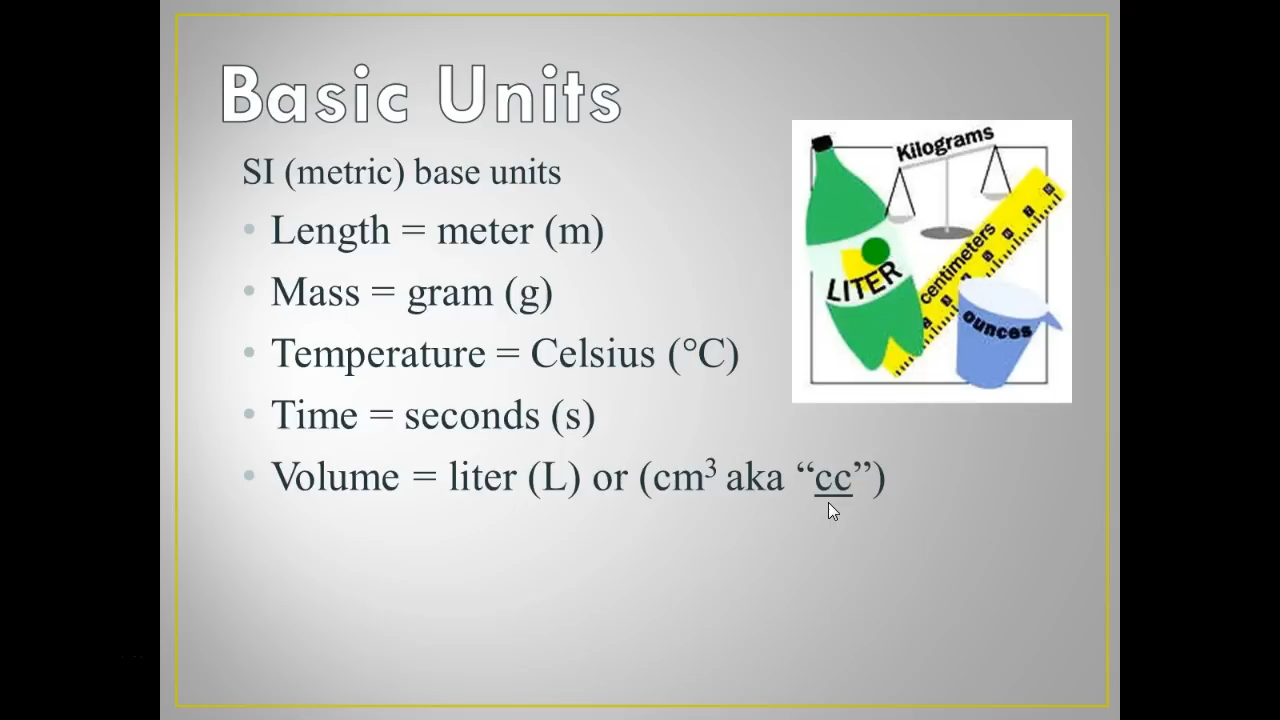 Basic Units
SI (metric) base units
• Length = meter (m)
• Mass = gram (g)
• Temperature = Celsius (°C)
• Time = seconds (s)
• Volume = liter (L) or (cm³ aka “cc”)
Kilograms
LITER
centimeters
ounces